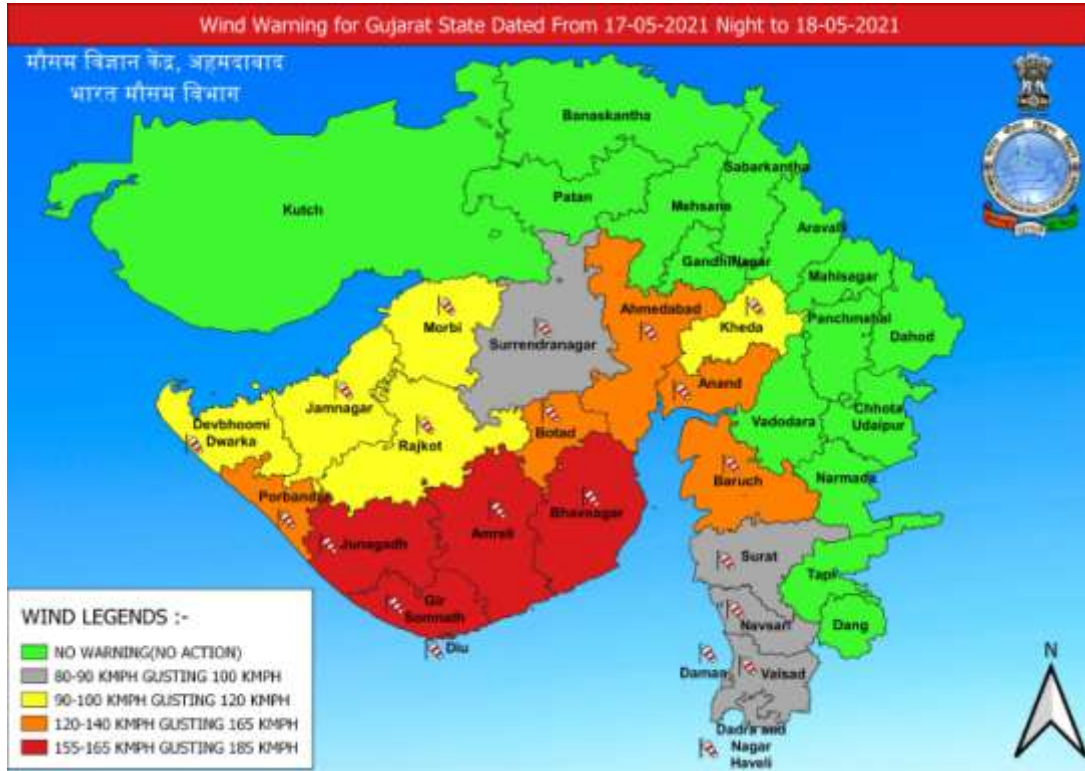 Wind Warning for Gujarat State Dated From 17-05-2021 Night to 18-05-2021
मौसम विज्ञान केंद्र, अहमदाबाद
भारत मौसम विभाग
Banaskantha
Sabarkantha
Patan
Mehsana
Kutch
Aravalli
GandhiNagar
Mahisagar
Ahmedabad
Morbi
Kheda
Panchmahal
Dahod
Surrendranagar
Jamnagar
Anand
Devbhoomi
Dwarka
Rajkot
Botad
Vadodara
Chhota
Udaipur
Baruch
Narmada
Porbandar
Bhavnagar
Junagadh
Amreli
Surat
Tapi
Gir
Somnath
Navsari
Dang
Diu
Daman
Valsad
Dadra and
Nagar
Haveli
N
WIND LEGENDS :-
NO WARNING(NO ACTION)
80-90 KMPH GUSTING 100 KMPH
90-100 KMPH GUSTING 120 KMPH
120-140 KMPH GUSTING 165 KMPH
155-165 KMPH GUSTING 185 KMPH